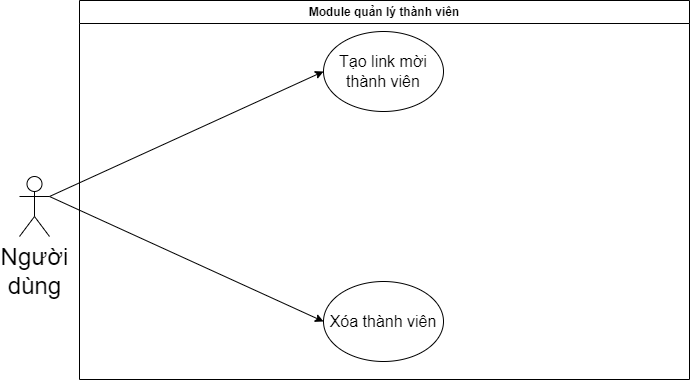 Module quản lý thành viên
Tạo link mời
thành viên
Người
dùng
Xóa thành viên